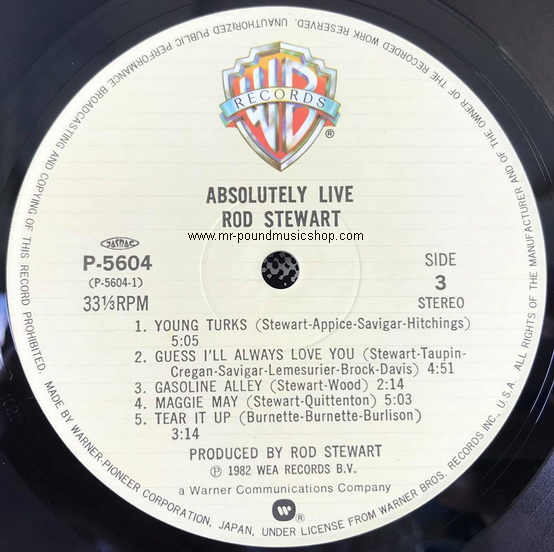 UNAUTHORIZED PUBLIC PERFORMANCE BROADCASTING AND COPYING OF THIS RECORD PROHIBITED.
ALL RIGHTS OF THE MANUFACTURER AND OF THE OWNER OF THE RECORDED WORK RESERVED.
WB
RECORDS
®
ABSOLUTELY LIVE
ROD STEWART
www.mr-poundmusicshop.com
JASRAC
P-5604
(P-5604-1)
33⅓RPM
SIDE
3
STEREO
1. YOUNG TURKS (Stewart-Appice-Savigar-Hitchings)
5:05
2. GUESS I'LL ALWAYS LOVE YOU (Stewart-Taupin-
Cregan-Savigar-Lemesurier-Brock-Davis) 4:51
3. GASOLINE ALLEY (Stewart-Wood) 2:14
4. MAGGIE MAY (Stewart-Quittenton) 5:03
5. TEAR IT UP (Burnette-Burnette-Burlison)
3:14
PRODUCED BY ROD STEWART
℗ 1982 WEA RECORDS B.V.
a Warner Communications Company
®
MADE BY WARNER-PIONEER CORPORATION, JAPAN, UNDER LICENSE FROM WARNER BROS. RECORDS INC., U.S.A.